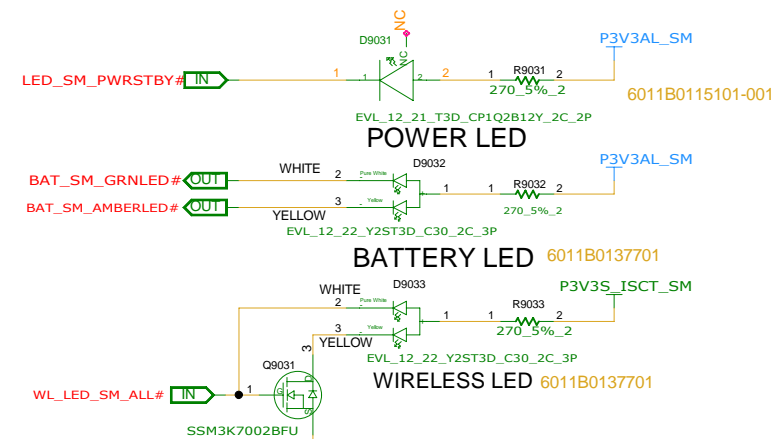 NC
D9031
NC
P3V3AL_SM
LED_SM_PWRSTBY# IN 1 1 2 2 1 R9031 2
270_5%_2
6011B0115101-001
EVL_12_21_T3D_CP1Q2B12Y_2C_2P
POWER LED
P3V3AL_SM
WHITE D9032
BAT_SM_GRNLED# OUT 2 Pure White
1 1 R9032 2
BAT_SM_AMBERLED# OUT 3 Yellow
270_5%_2
YELLOW
EVL_12_22_Y2ST3D_C30_2C_3P
BATTERY LED 6011B0137701
WHITE D9033 P3V3S_ISCT_SM
2 Pure White
1 1 R9033 2
3 Yellow
270_5%_2
YELLOW
EVL_12_22_Y2ST3D_C30_2C_3P
Q9031 3
D
WIRELESS LED 6011B0137701
WL_LED_SM_ALL# IN 1 G
S
SSM3K7002BFU